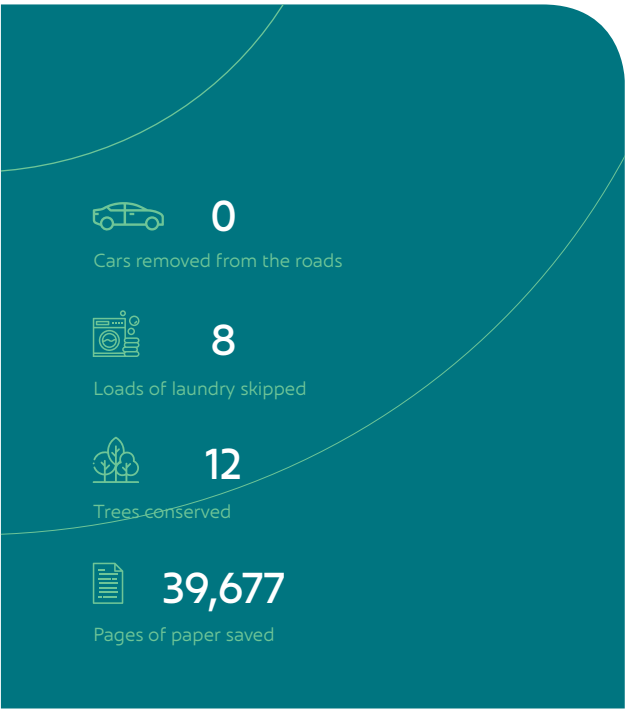 0
Cars removed from the roads
8
Loads of laundry skipped
12
Trees conserved
39,677
Pages of paper saved